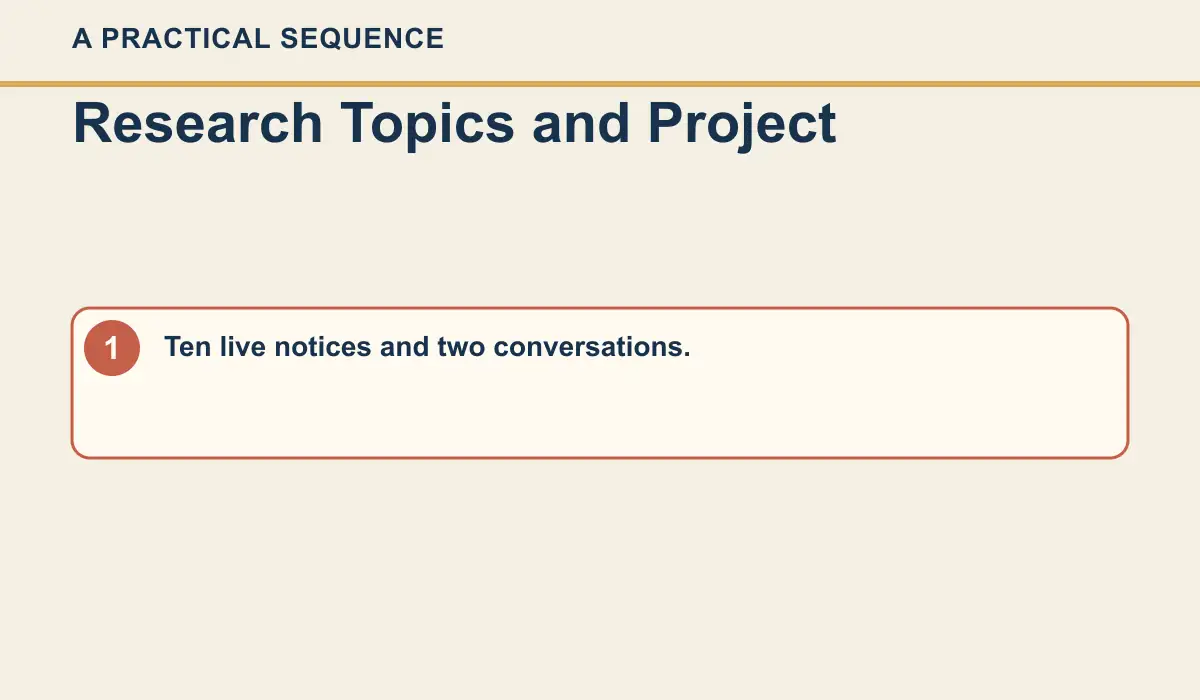 A PRACTICAL SEQUENCE
Research Topics and Project
1
Ten live notices and two conversations.